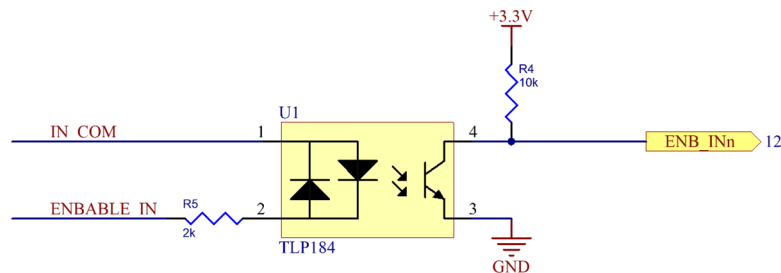 +3.3V
R4
10k
U1
IN_COM
1
4
ENB_INn
12
R5
2k
ENBABLE_IN
2
3
TLP184
GND